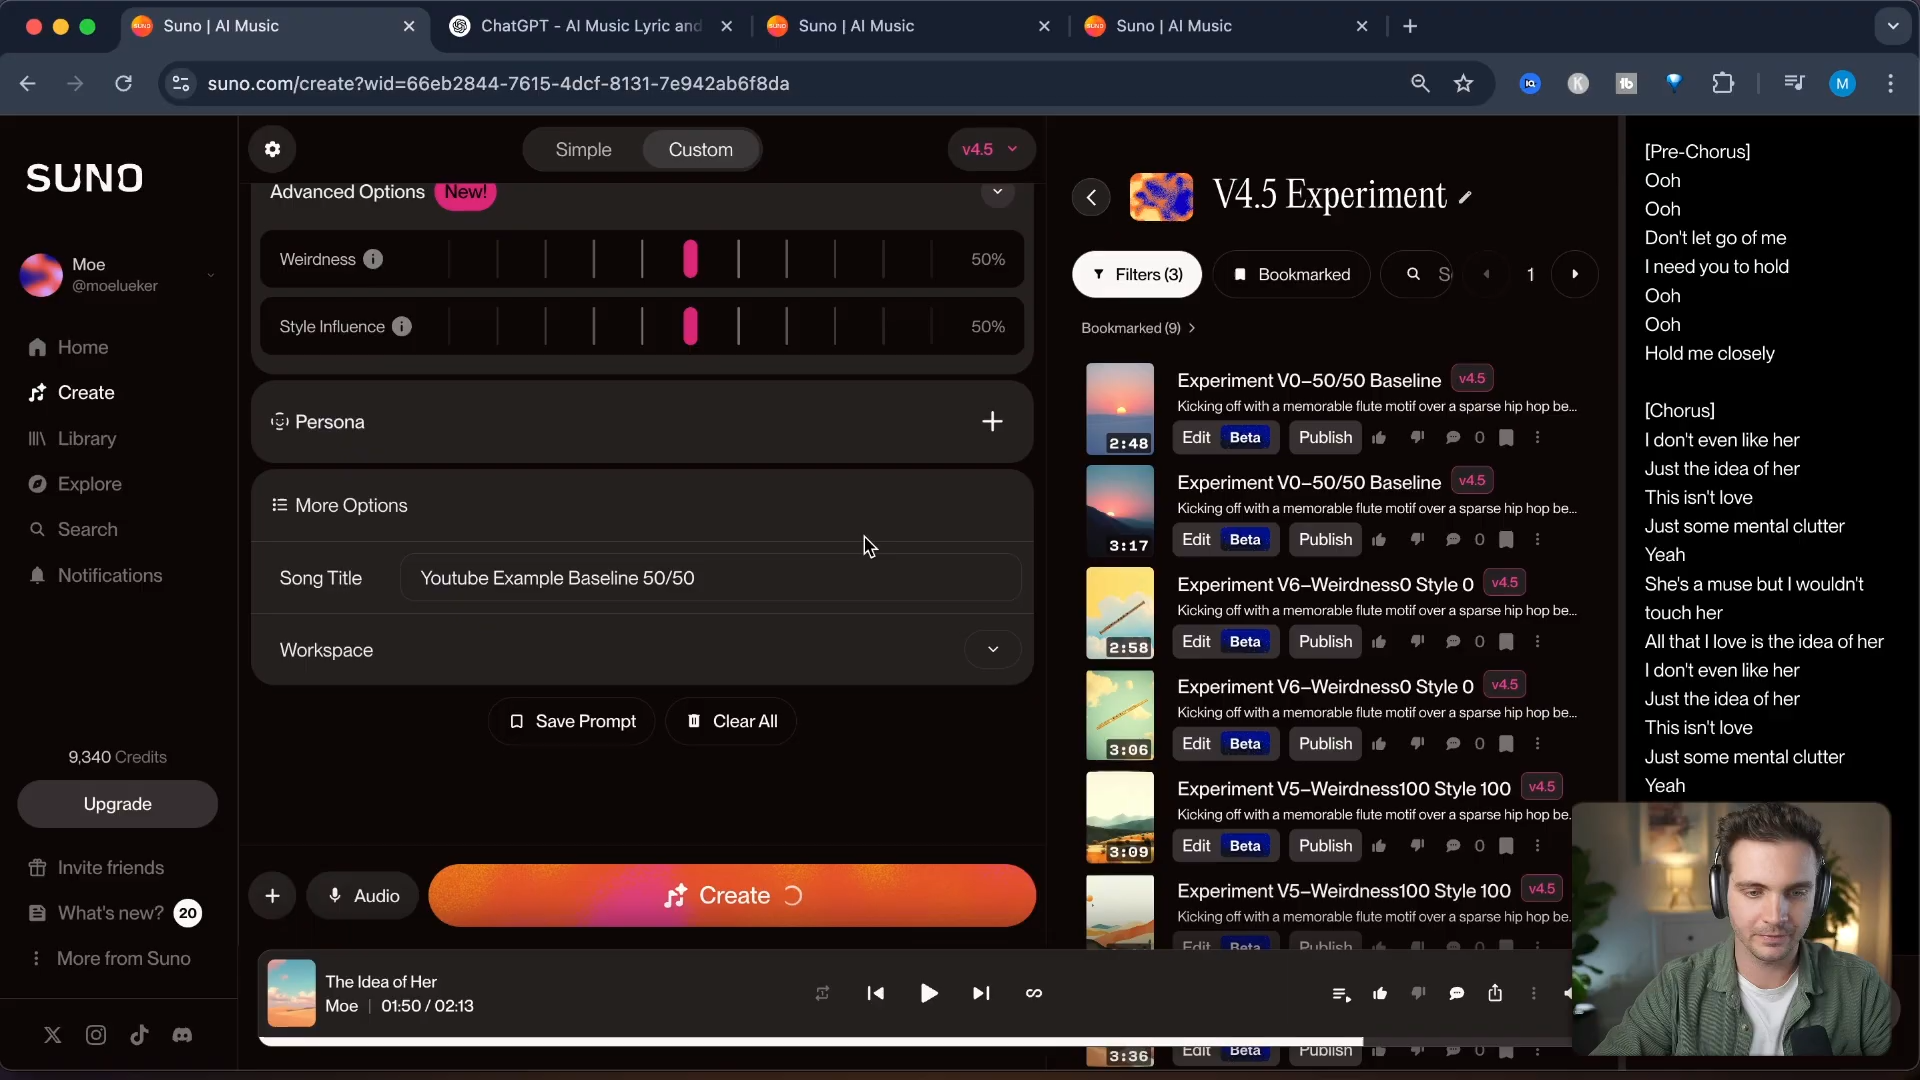 Suno | AI Music
ChatGPT - AI Music Lyric and
Suno | AI Music
Suno | AI Music
suno.com/create?wid=66eb2844-7615-4dcf-8131-7e942ab6f8da
SUNO
Moe
@moelueker
Home
Create
Library
Explore
Search
Notifications
9,340 Credits
Upgrade
Invite friends
What's new? 20
More from Suno
Simple
Custom
v4.5
Advanced Options New!
Weirdness 50%
Style Influence 50%
Persona
More Options
Song Title Youtube Example Baseline 50/50
Workspace
Save Prompt
Clear All
Audio
Create
V4.5 Experiment
Filters (3)
Bookmarked
1
Bookmarked (9)
Experiment V0–50/50 Baseline v4.5
Kicking off with a memorable flute motif over a sparse hip hop be...
2:48 Edit Beta Publish 0
Experiment V0–50/50 Baseline v4.5
Kicking off with a memorable flute motif over a sparse hip hop be...
3:17 Edit Beta Publish 0
Experiment V6–Weirdness0 Style 0 v4.5
Kicking off with a memorable flute motif over a sparse hip hop be...
2:58 Edit Beta Publish 0
Experiment V6–Weirdness0 Style 0 v4.5
Kicking off with a memorable flute motif over a sparse hip hop be...
3:06 Edit Beta Publish 0
Experiment V5–Weirdness100 Style 100 v4.5
Kicking off with a memorable flute motif over a sparse hip hop be.
3:09 Edit Beta Publish 0
Experiment V5–Weirdness100 Style 100 v4.5
Kicking off with a memorable flute motif over a sparse hip hop be.
Edit Beta Publish 0
3:36 Edit Beta Publish 0
The Idea of Her
Moe | 01:50 / 02:13
[Pre-Chorus]
Ooh
Ooh
Don't let go of me
I need you to hold
Ooh
Ooh
Hold me closely
[Chorus]
I don't even like her
Just the idea of her
This isn't love
Just some mental clutter
Yeah
She's a muse but I wouldn't
touch her
All that I love is the idea of her
I don't even like her
Just the idea of her
This isn't love
Just some mental clutter
Yeah